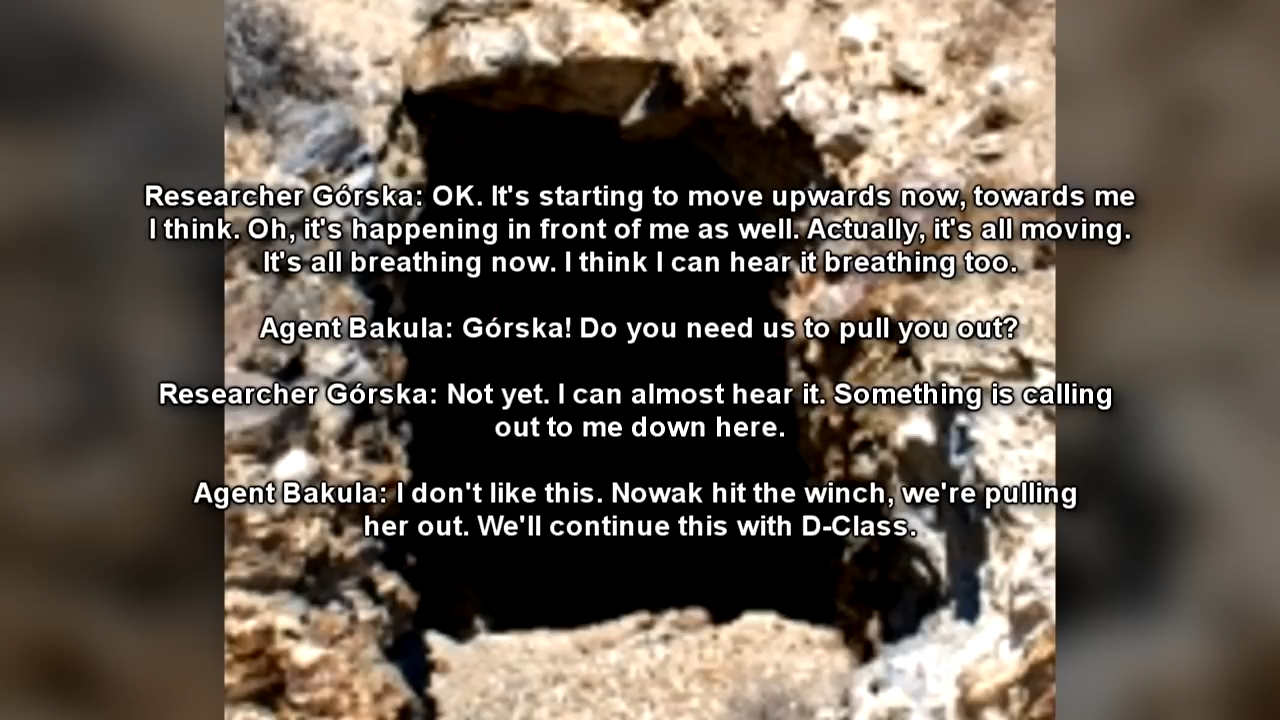 Researcher Górska: OK. It's starting to move upwards now, towards me
I think. Oh, it's happening in front of me as well. Actually, it's all moving.
It's all breathing now. I think I can hear it breathing too.
Agent Bakula: Górska! Do you need us to pull you out?
Researcher Górska: Not yet. I can almost hear it. Something is calling
out to me down here.
Agent Bakula: I don't like this. Nowak hit the winch, we're pulling
her out. We'll continue this with D-Class.